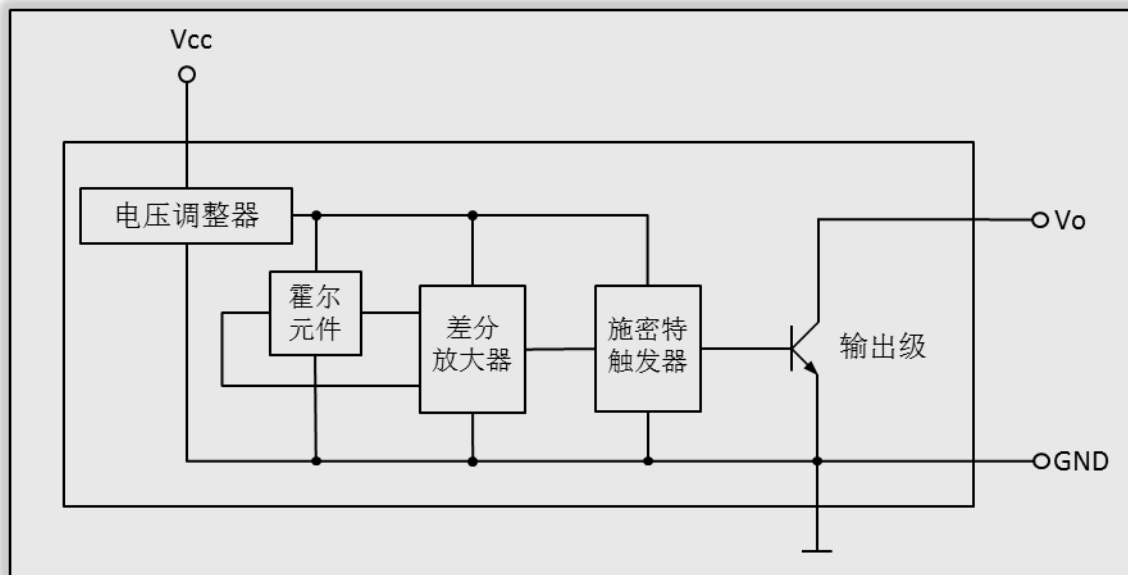 Vcc
电压调整器
霍尔
元件
差分
放大器
施密特
触发器
输出级
Vo
GND